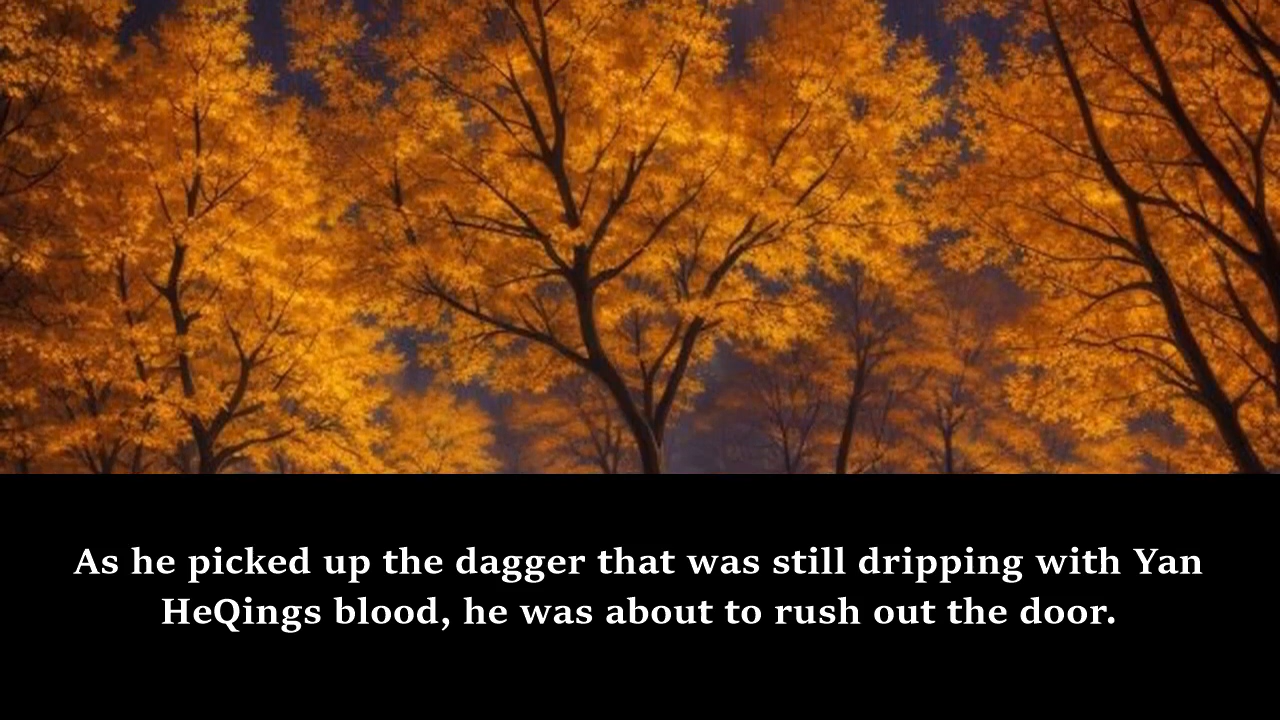 As he picked up the dagger that was still dripping with Yan
HeQings blood, he was about to rush out the door.